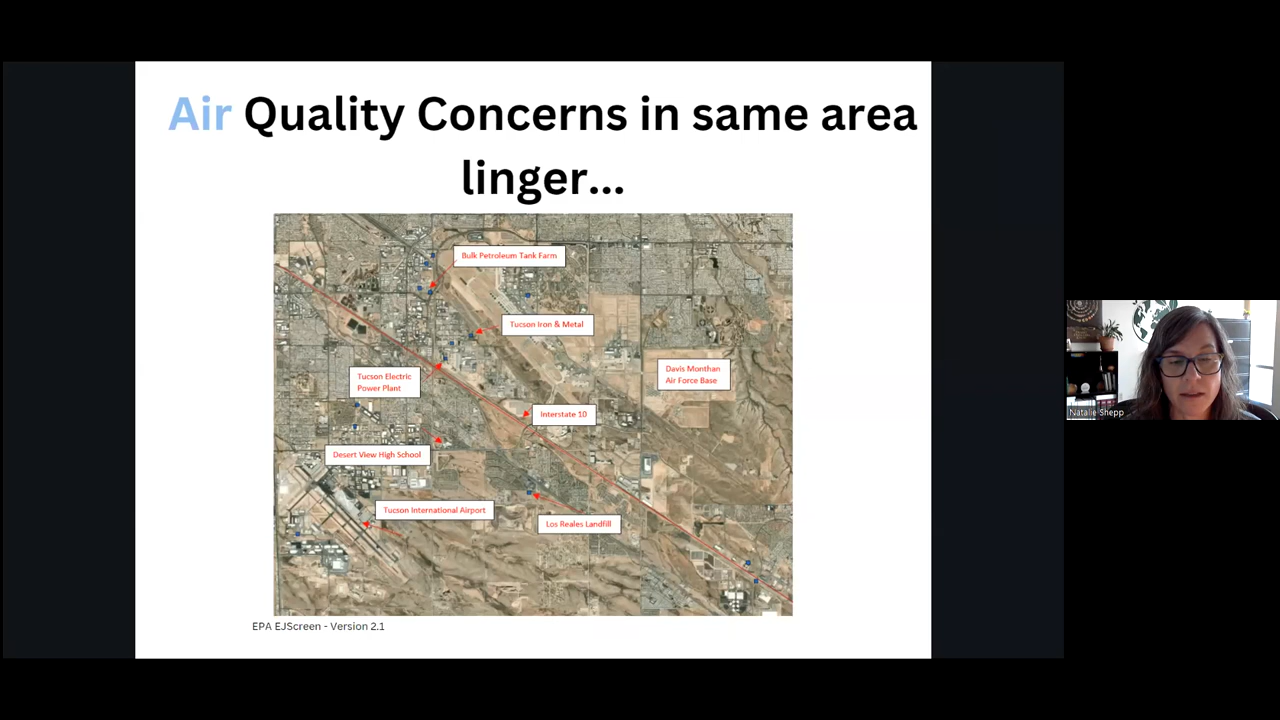 Air Quality Concerns in same area
linger...
Bulk Petroleum Tank Farm
Tucson Iron & Metal
Tucson Electric
Power Plant
Davis Monthan
Air Force Base
Interstate 10
Desert View High School
Tucson International Airport
Los Reales Landfill
EPA EJScreen - Version 2.1
Natalie Shepp